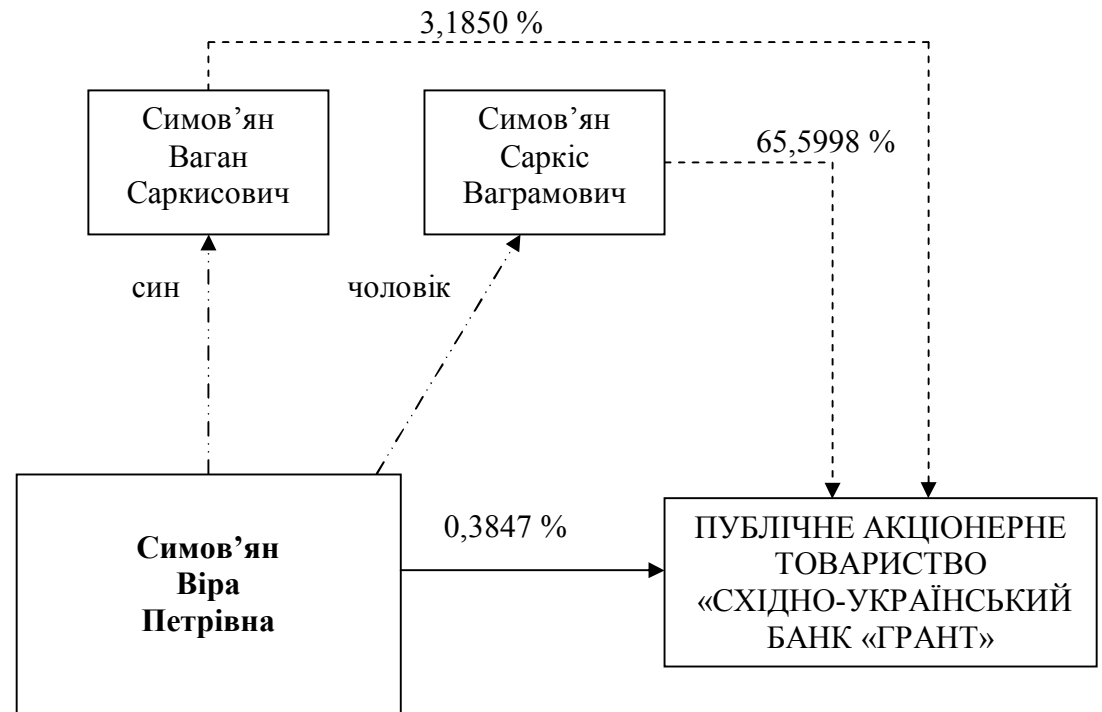 3,1850 %
Симов’ян
Ваган
Саркисович
Симов’ян
Саркіс
Ваграмович
65,5998 %
син
чоловік
Симов’ян
Віра
Петрівна
0,3847 %
ПУБЛІЧНЕ АКЦІОНЕРНЕ
ТОВАРИСТВО
«СХІДНО-УКРАЇНСЬКИЙ
БАНК «ГРАНТ»